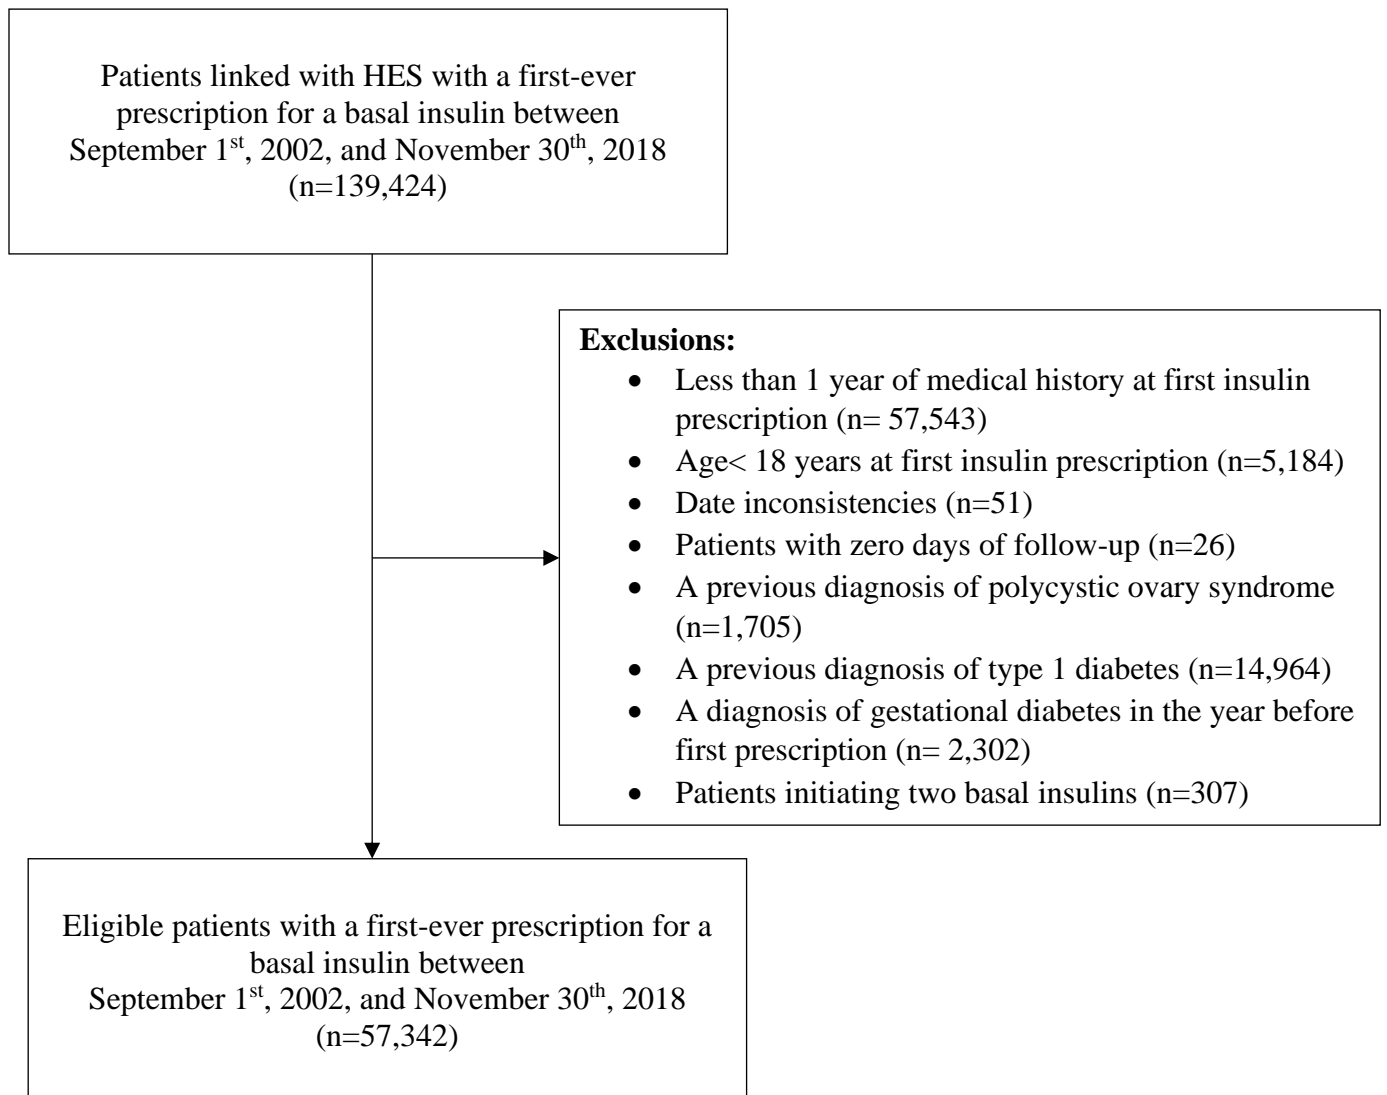 Patients linked with HES with a first-ever
prescription for a basal insulin between
September 1st, 2002, and November 30th, 2018
(n=139,424)
Exclusions:
• Less than 1 year of medical history at first insulin
prescription (n= 57,543)
• Age< 18 years at first insulin prescription (n=5,184)
• Date inconsistencies (n=51)
• Patients with zero days of follow-up (n=26)
• A previous diagnosis of polycystic ovary syndrome
(n=1,705)
• A previous diagnosis of type 1 diabetes (n=14,964)
• A diagnosis of gestational diabetes in the year before
first prescription (n= 2,302)
• Patients initiating two basal insulins (n=307)
Eligible patients with a first-ever prescription for a
basal insulin between
September 1st, 2002, and November 30th, 2018
(n=57,342)